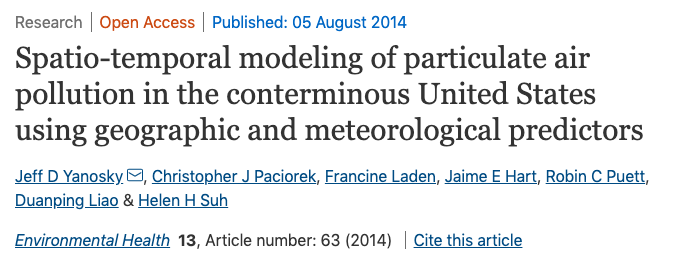 Research | Open Access | Published: 05 August 2014
Spatio-temporal modeling of particulate air
pollution in the conterminous United States
using geographic and meteorological predictors
Jeff D Yanosky, Christopher J Paciorek, Francine Laden, Jaime E Hart, Robin C Puett,
Duanping Liao & Helen H Suh
Environmental Health 13, Article number: 63 (2014) | Cite this article